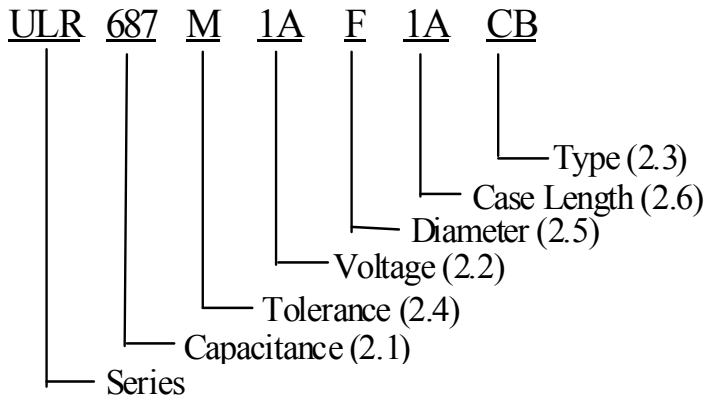 ULR 687 M 1A F 1A CB
Type (2.3)
Case Length (2.6)
Diameter (2.5)
Voltage (2.2)
Tolerance (2.4)
Capacitance (2.1)
Series